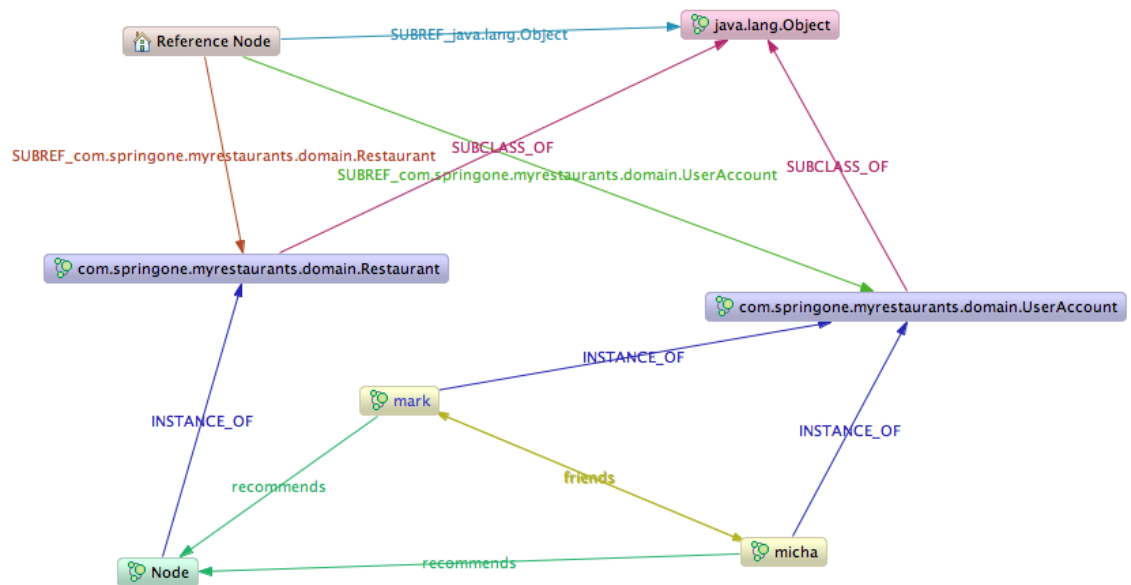 java.lang.Object
Reference Node
SUBREF_java.lang.Object
SUBCLASS_OF
SUBREF_com.springone.myrestaurants.domain.Restaurant
SUBCLASS_OF
SUBREF_com.springone.myrestaurants.domain.UserAccount
com.springone.myrestaurants.domain.Restaurant
com.springone.myrestaurants.domain.UserAccount
INSTANCE_OF
mark
INSTANCE_OF
INSTANCE_OF
friends
recommends
micha
recommends
Node